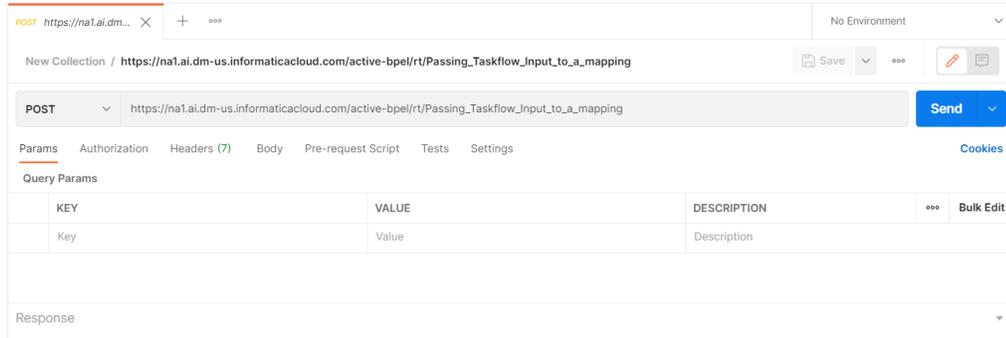 POST https://na1.ai.dm... No Environment
New Collection / https://na1.ai.dm-us.informaticacloud.com/active-bpel/rt/Passing_Taskflow_Input_to_a_mapping Save
POST https://na1.ai.dm-us.informaticacloud.com/active-bpel/rt/Passing_Taskflow_Input_to_a_mapping Send
Params Authorization Headers (7) Body Pre-request Script Tests Settings Cookies
Query Params
KEY VALUE DESCRIPTION Bulk Edit
Key Value Description
Response